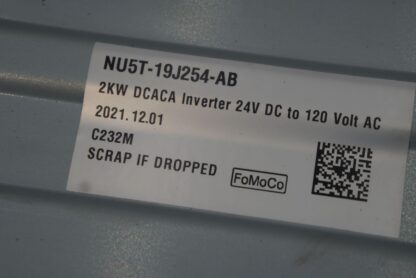 NU5T-19J254-AB
2KW DCACA Inverter 24V DC to 120 Volt AC
2021.12.01
C232M
SCRAP IF DROPPED
FoMoCo